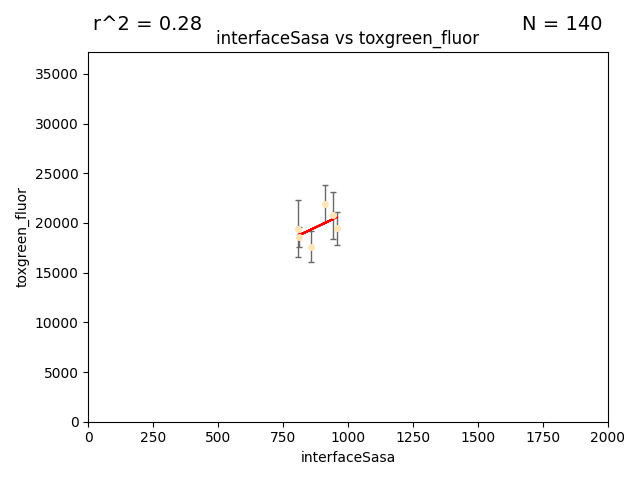 r^2 = 0.28
N = 140
interfaceSasa vs toxgreen_fluor
35000
30000
25000
20000
15000
10000
5000
0
toxgreen_fluor
0 250 500 750 1000 1250 1500 1750 2000
interfaceSasa